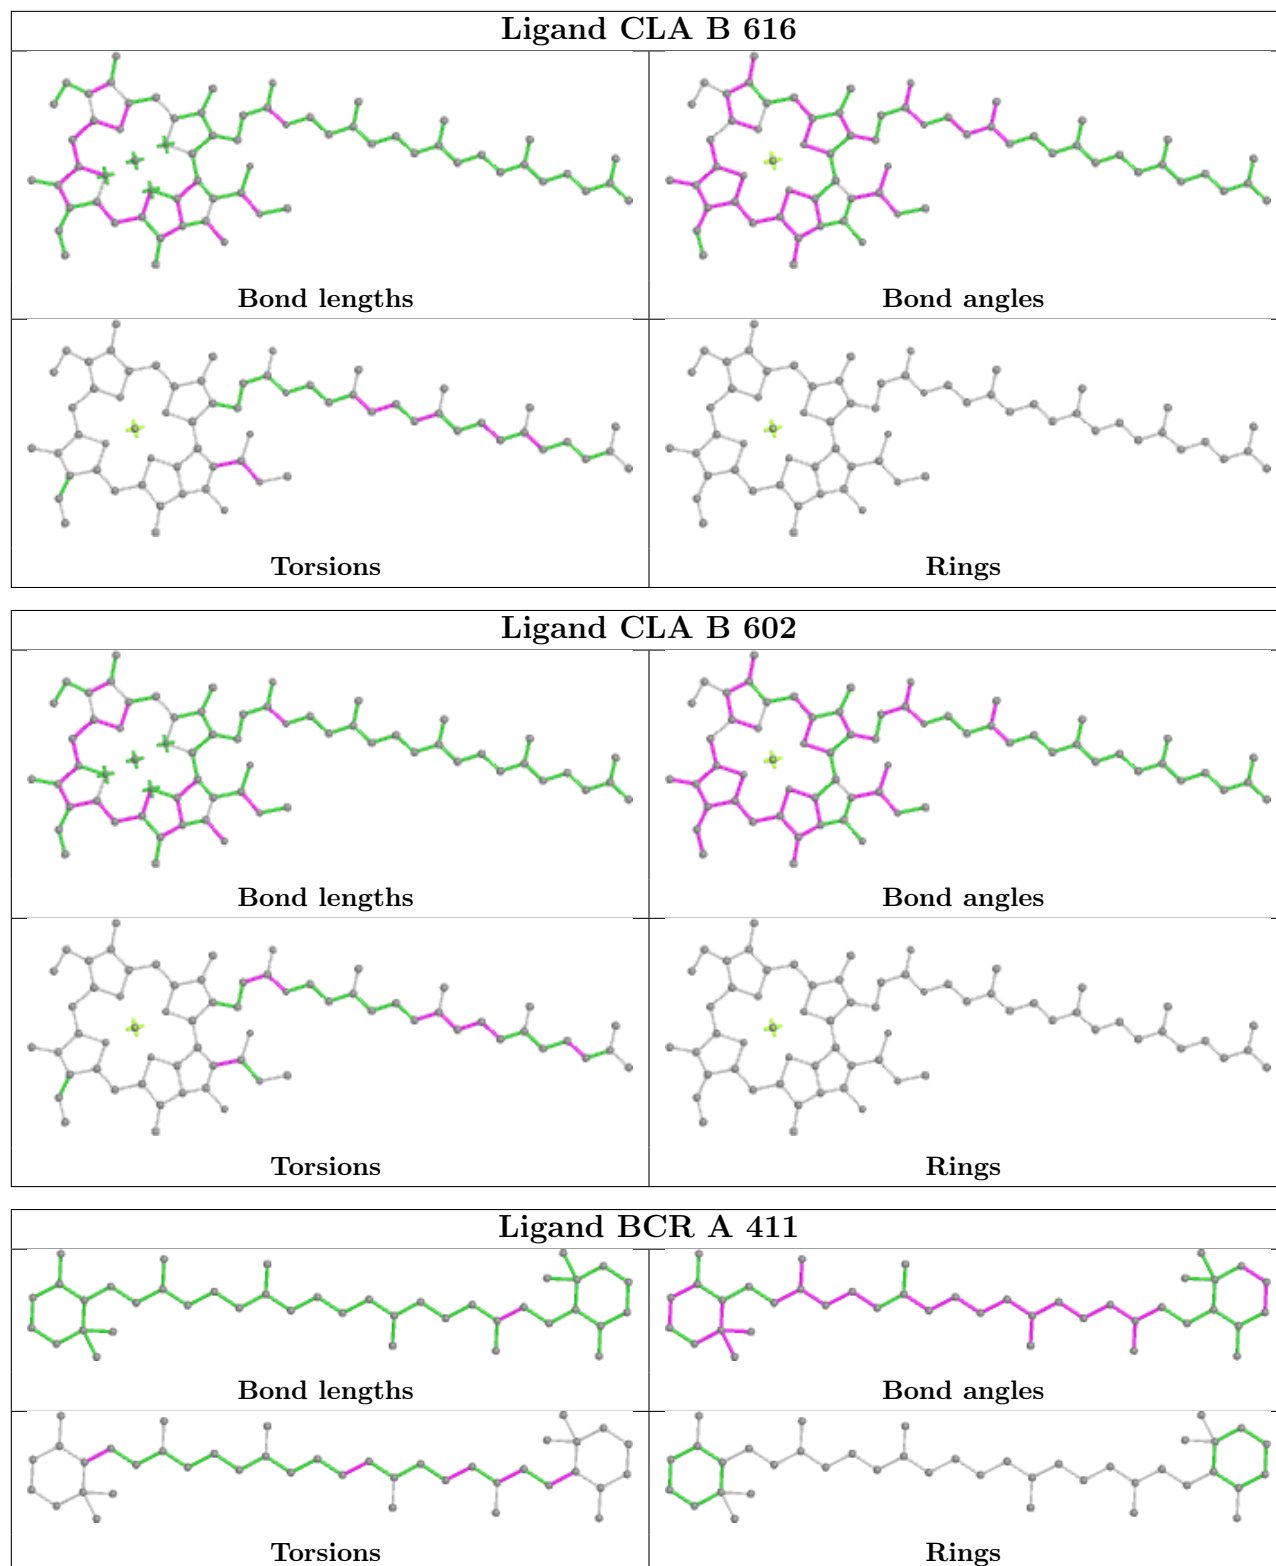 Ligand CLA B 616
Bond lengths
Bond angles
Torsions
Rings
Ligand CLA B 602
Bond lengths
Bond angles
Torsions
Rings
Ligand BCR A 411
Bond lengths
Bond angles
Torsions
Rings